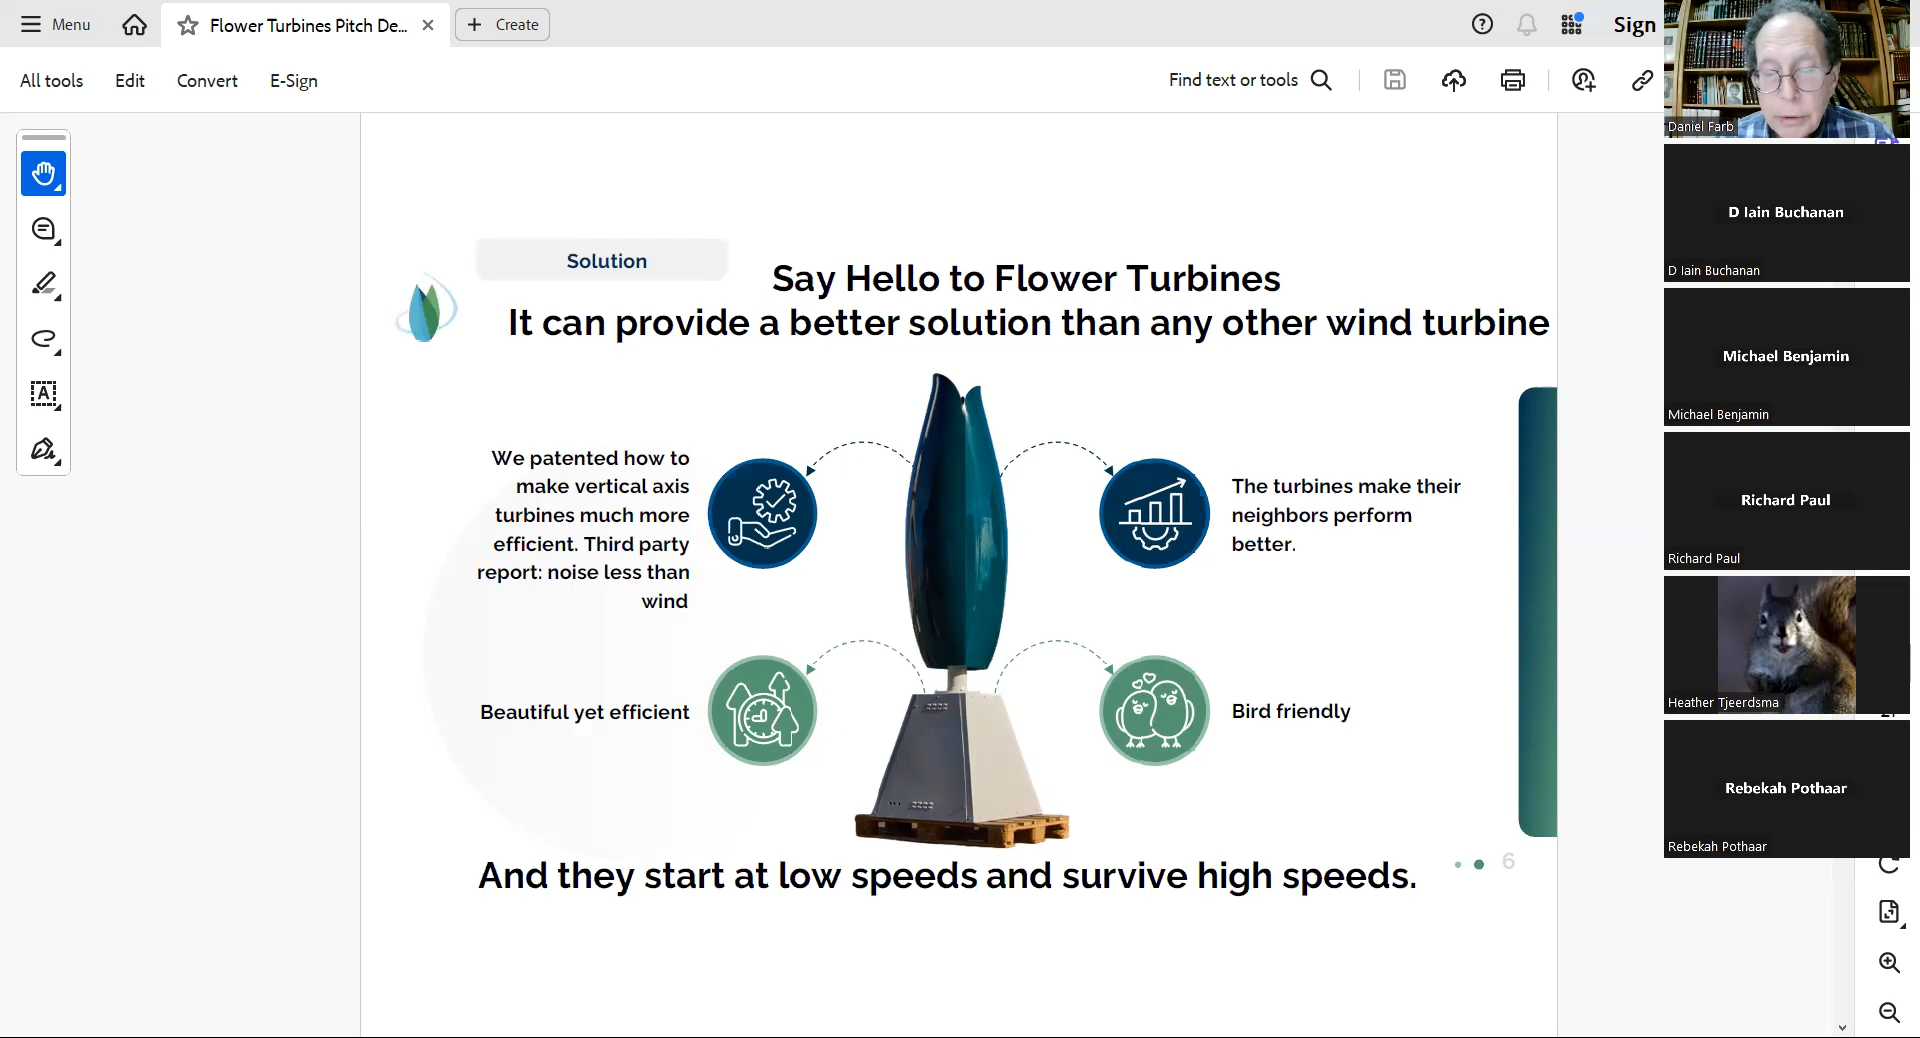 Menu
Flower Turbines Pitch De...
Create
Sign
All tools
Edit
Convert
E-Sign
Find text or tools
Solution
Say Hello to Flower Turbines
It can provide a better solution than any other wind turbine
We patented how to
make vertical axis
turbines much more
efficient. Third party
report: noise less than
wind
The turbines make their
neighbors perform
better.
Beautiful yet efficient
Bird friendly
And they start at low speeds and survive high speeds.
6
Daniel Farb
D Iain Buchanan
D Iain Buchanan
Michael Benjamin
Michael Benjamin
Richard Paul
Richard Paul
Heather Tjeerdsma
Rebekah Pothaar
Rebekah Pothaar